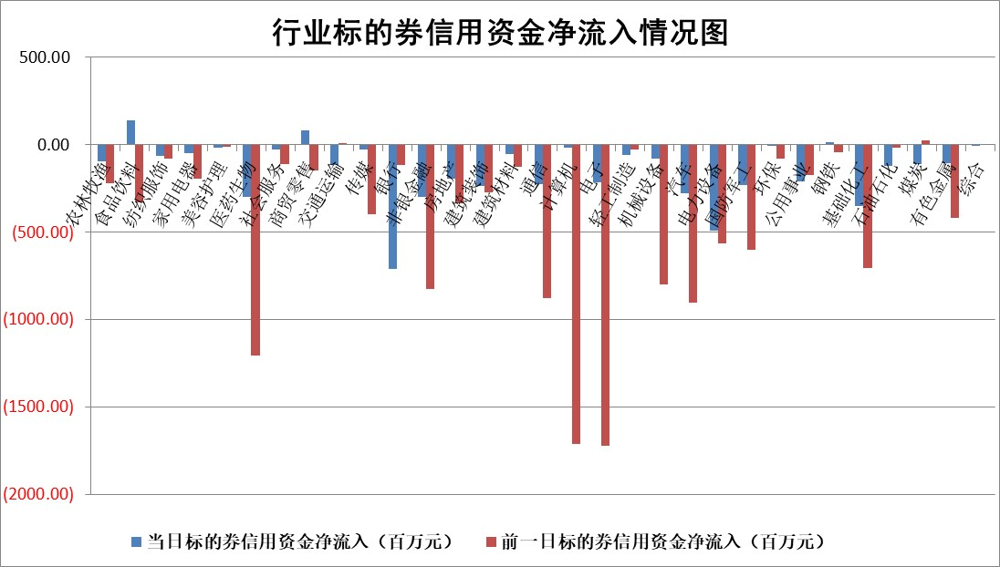 行业标的券信用资金净流入情况图
500.00
0.00
(500.00)
(1000.00)
(1500.00)
(2000.00)
农林牧渔
食品饮料
纺织服饰
家用电器
美容护理
医药生物
社会服务
商贸零售
交通运输
传媒
银行
非银金融
房地产
建筑装饰
建筑材料
通信
计算机
电子
轻工制造
机械设备
汽车
电力设备
国防军工
环保
公用事业
钢铁
基础化工
石油石化
煤炭
有色金属
综合
当日标的券信用资金净流入（百万元）
前一日标的券信用资金净流入（百万元）